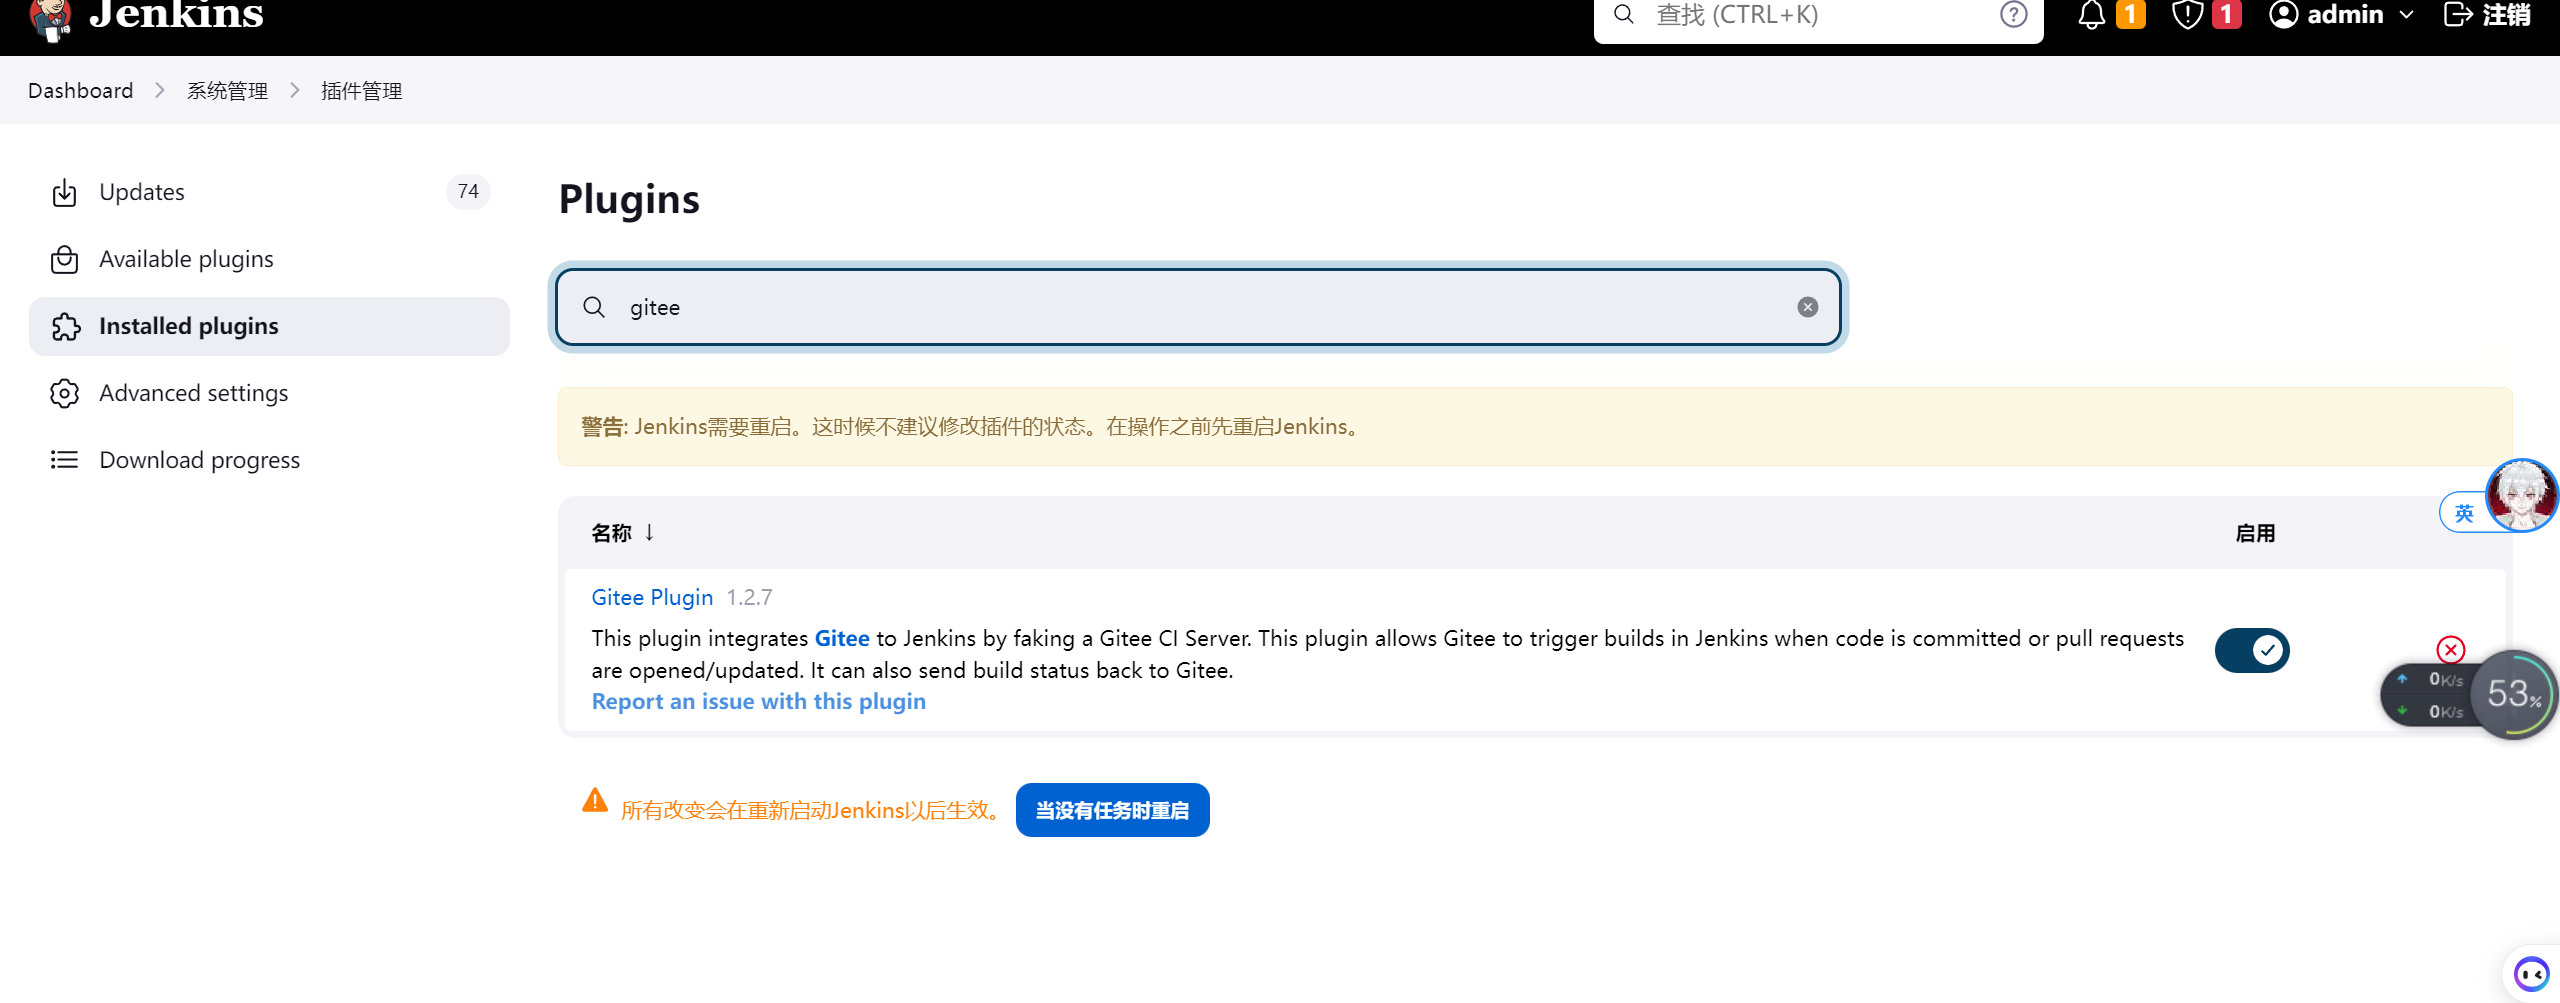 Jenkins
查找 (CTRL+K)
1
1
admin
注销
Dashboard
系统管理
插件管理
Updates
74
Available plugins
Installed plugins
Advanced settings
Download progress
Plugins
gitee
警告: Jenkins需要重启。这时候不建议修改插件的状态。在操作之前先重启Jenkins。
名称 ↓
启用
英
Gitee Plugin 1.2.7
This plugin integrates Gitee to Jenkins by faking a Gitee CI Server. This plugin allows Gitee to trigger builds in Jenkins when code is committed or pull requests
are opened/updated. It can also send build status back to Gitee.
Report an issue with this plugin
0K/s
0K/s
53%
所有改变会在重新启动Jenkins以后生效。
当没有任务时重启